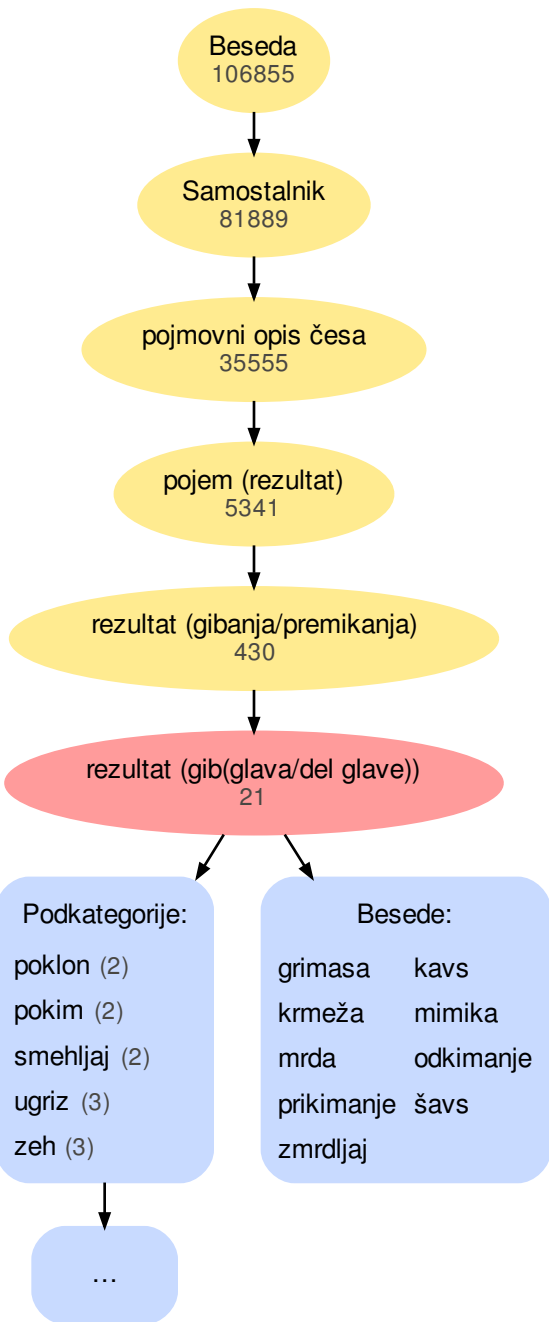 Beseda
106855
Samostalnik
81889
pojmovni opis česa
35555
pojem (rezultat)
5341
rezultat (gibanja/premikanja)
430
rezultat (gib(glava/del glave))
21
Podkategorije:
poklon (2)
pokim (2)
smehljaj (2)
ugriz (3)
zeh (3)
...
Besede:
grimasa kavs
krmeža mimika
mrda odkimanje
prikimanje šavs
zmrdljaj